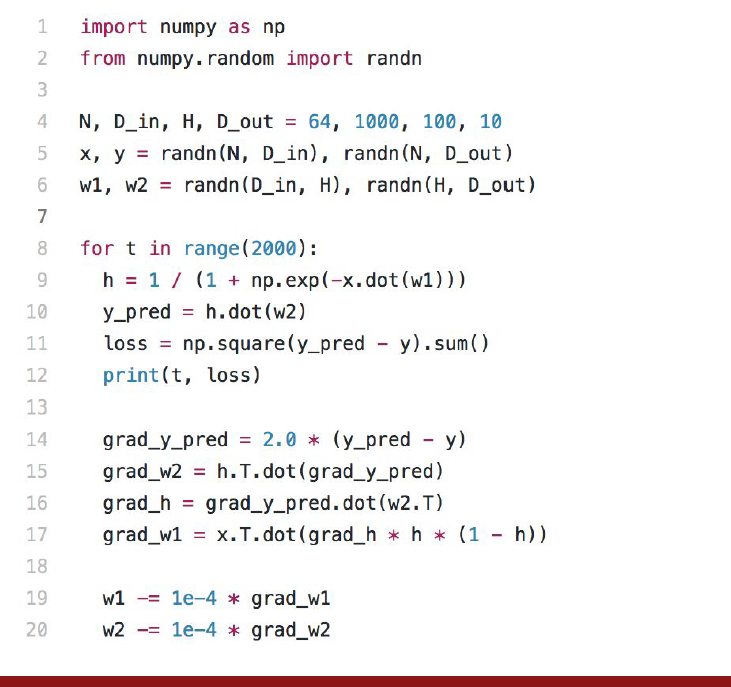 1 import numpy as np
2 from numpy.random import randn
3
4 N, D_in, H, D_out = 64, 1000, 100, 10
5 x, y = randn(N, D_in), randn(N, D_out)
6 w1, w2 = randn(D_in, H), randn(H, D_out)
7
8 for t in range(2000):
9   h = 1 / (1 + np.exp(-x.dot(w1)))
10   y_pred = h.dot(w2)
11   loss = np.square(y_pred - y).sum()
12   print(t, loss)
13
14   grad_y_pred = 2.0 * (y_pred - y)
15   grad_w2 = h.T.dot(grad_y_pred)
16   grad_h = grad_y_pred.dot(w2.T)
17   grad_w1 = x.T.dot(grad_h * h * (1 - h))
18
19   w1 -= 1e-4 * grad_w1
20   w2 -= 1e-4 * grad_w2